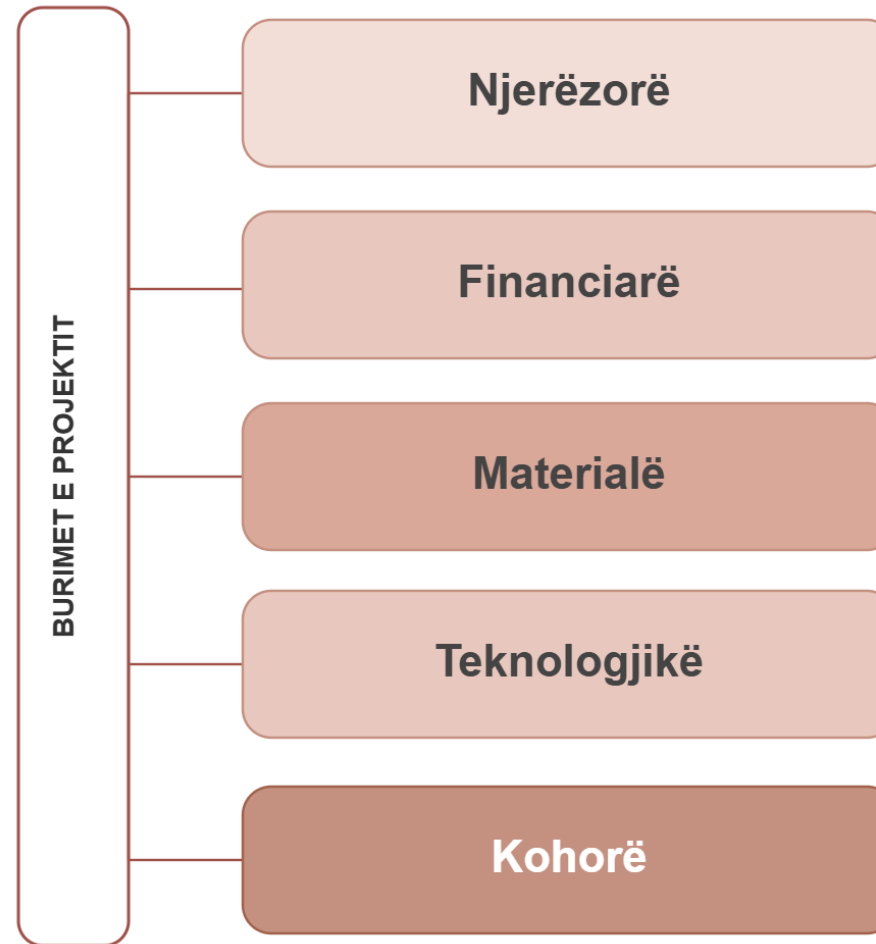 BURIMET E PROJEKTIT
Njerëzorë
Financiarë
Materialë
Teknologjikë
Kohorë